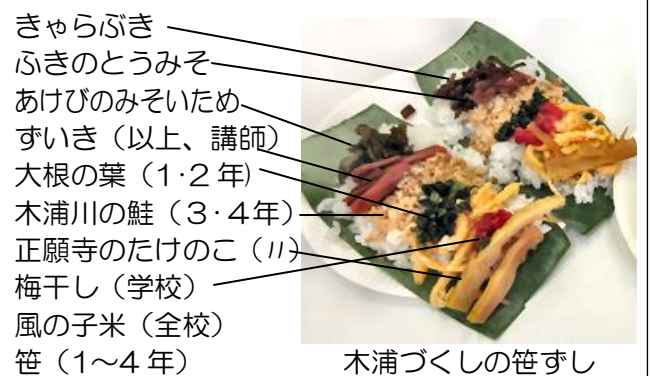 きゃらぶき
ふきのとうみそ
あけびのみそいため
ずいき（以上、講師）
大根の葉（1･2 年）
木浦川の鮭（３･４年）
正願寺のたけのこ（〃）
梅干し（学校）
風の子米（全校）
笹（1～4 年）
木浦づくしの笹ずし